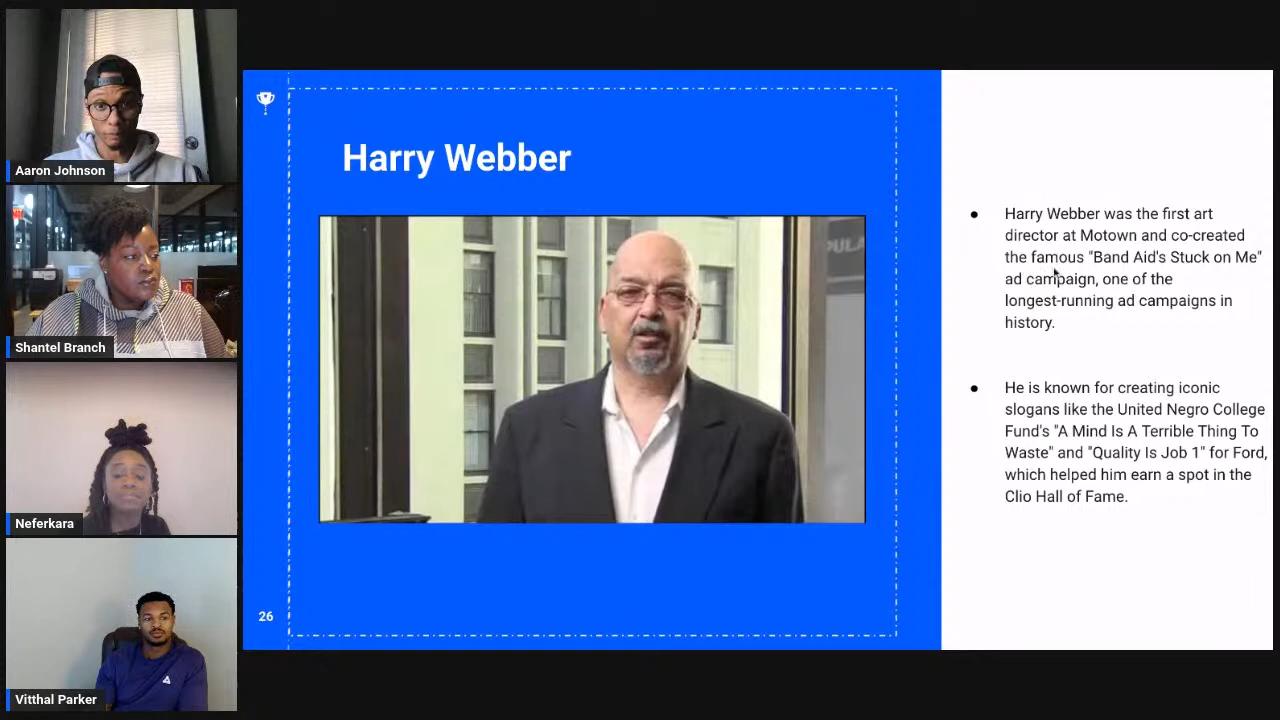 Aaron Johnson
Shantel Branch
Neferkara
Vitthal Parker
Harry Webber
PULA
26
● Harry Webber was the first art
director at Motown and co-created
the famous "Band Aid's Stuck on Me"
ad campaign, one of the
longest-running ad campaigns in
history.
● He is known for creating iconic
slogans like the United Negro College
Fund's "A Mind Is A Terrible Thing To
Waste" and "Quality Is Job 1" for Ford,
which helped him earn a spot in the
Clio Hall of Fame.